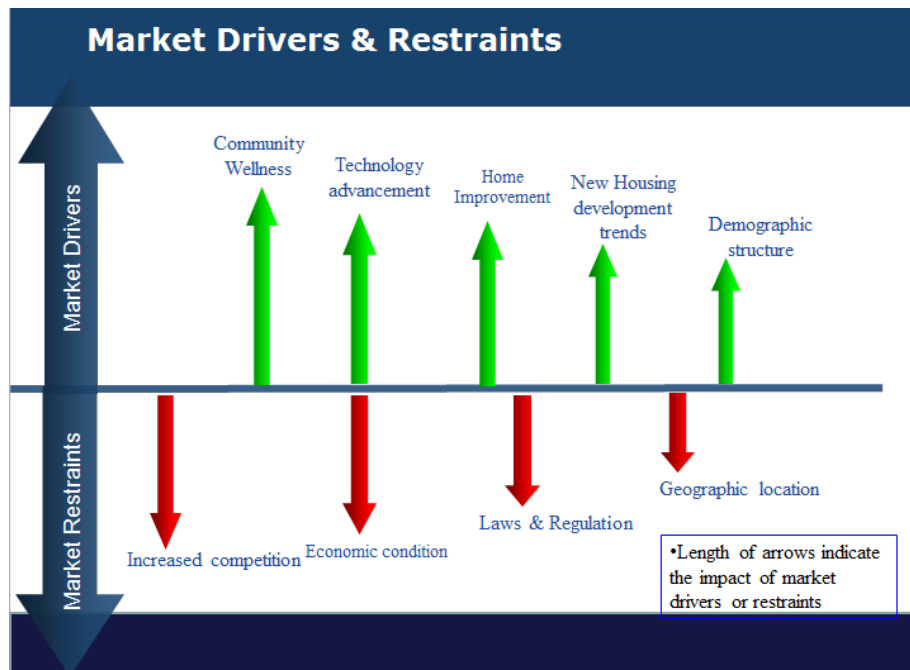 Market Drivers & Restraints
Community
Wellness
Technology
advancement
Home
Improvement
New Housing
development
trends
Demographic
structure
Market Drivers
Market Restraints
Increased competition
Economic condition
Laws & Regulation
Geographic location
•Length of arrows indicate
the impact of market
drivers or restraints